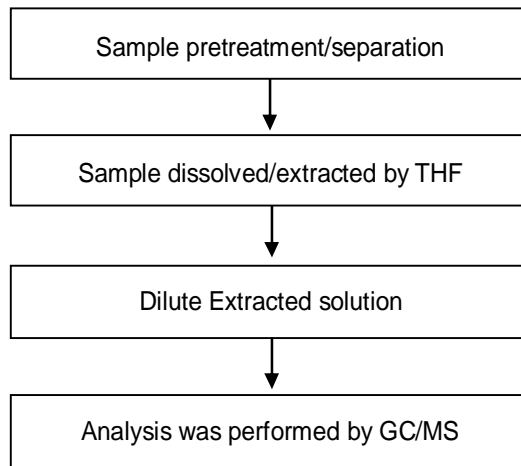 Sample pretreatment/separation
Sample dissolved/extracted by THF
Dilute Extracted solution
Analysis was performed by GC/MS